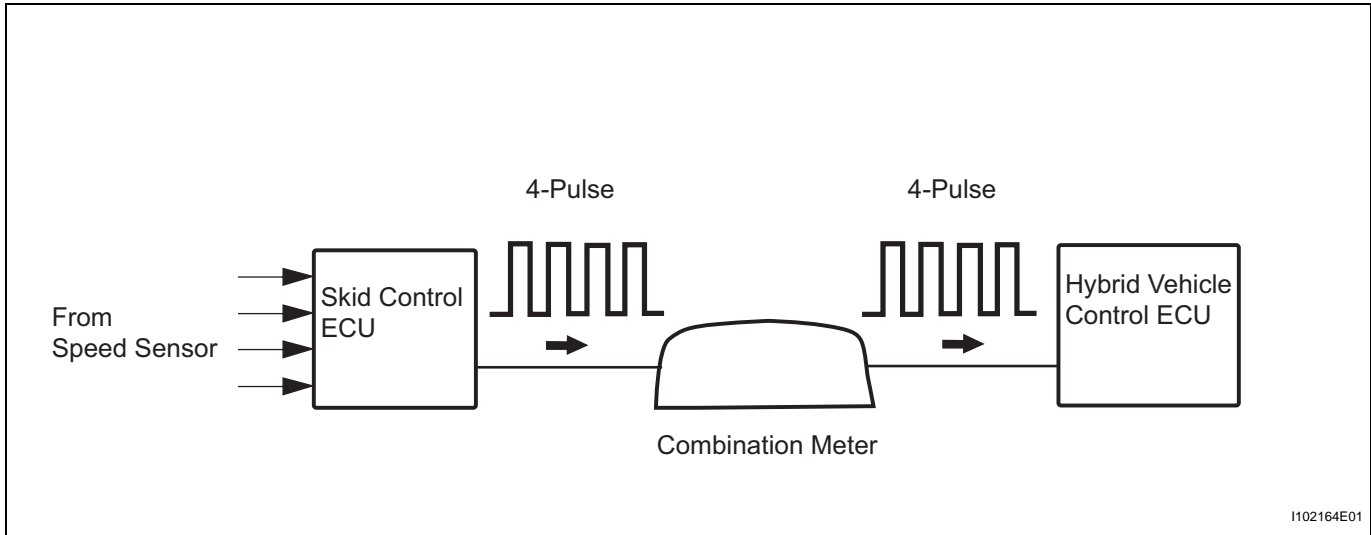 4-Pulse
4-Pulse
From
Speed Sensor
Skid Control
ECU
Hybrid Vehicle
Control ECU
Combination Meter
I102164E01